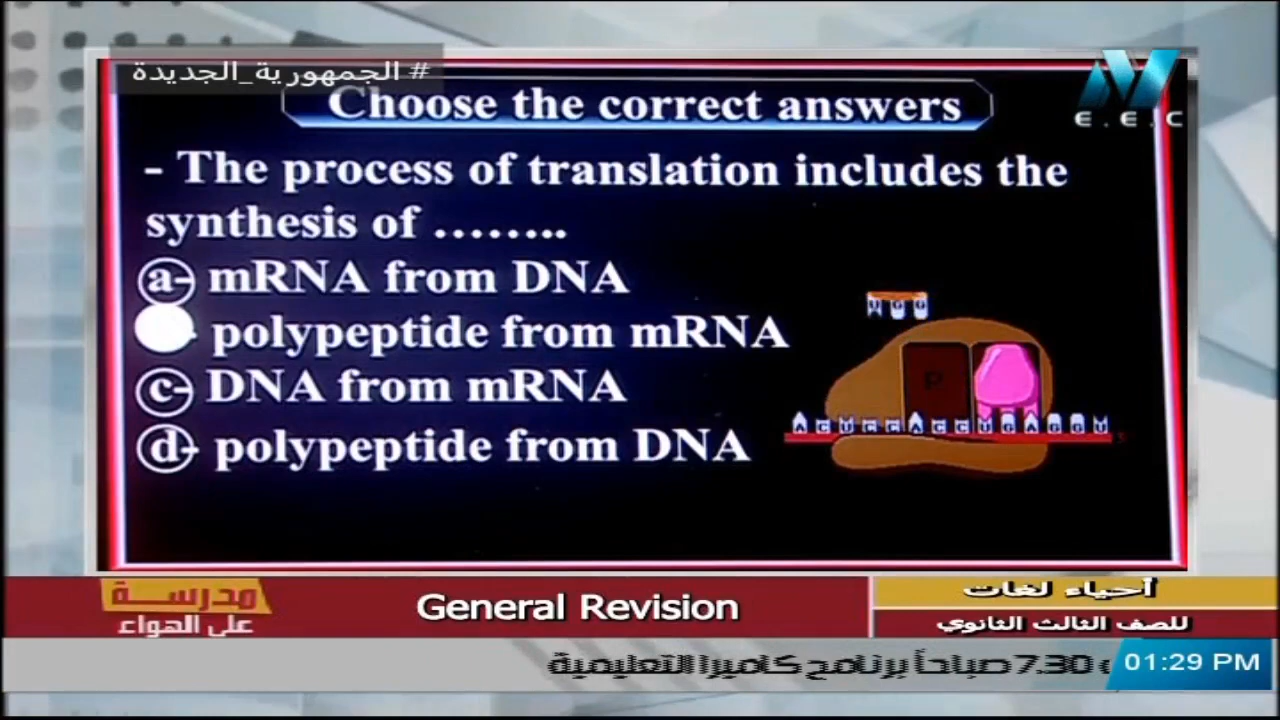 # الجمهورية_الجديدة
E.E.C
Choose the correct answers
- The process of translation includes the
synthesis of ……..
a- mRNA from DNA
- polypeptide from mRNA
c- DNA from mRNA
d- polypeptide from DNA
U G G
P
A C U C C A C C U G A G G U
مدرسة
على الهواء
General Revision
أحياء لغات
للصف الثالث الثانوي
7.30 صباحاً برنامج كاميرا التعليمية
01:29 PM